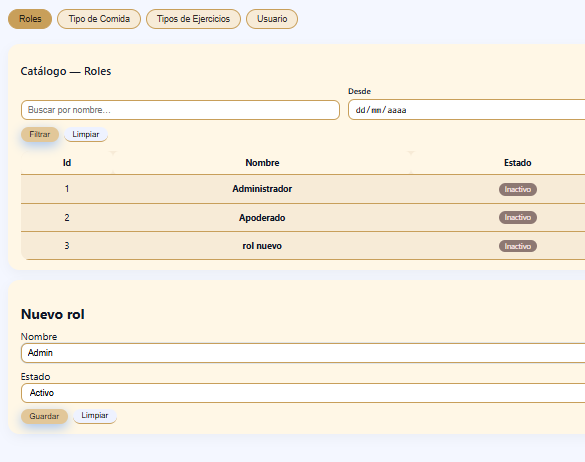 Roles Tipo de Comida Tipos de Ejercicios Usuario
Catálogo — Roles
Desde
Buscar por nombre... dd/mm/aaaa
Filtrar Limpiar
Id Nombre Estado
1 Administrador Inactivo
2 Apoderado Inactivo
3 rol nuevo Inactivo
Nuevo rol
Nombre
Admin
Estado
Activo
Guardar Limpiar